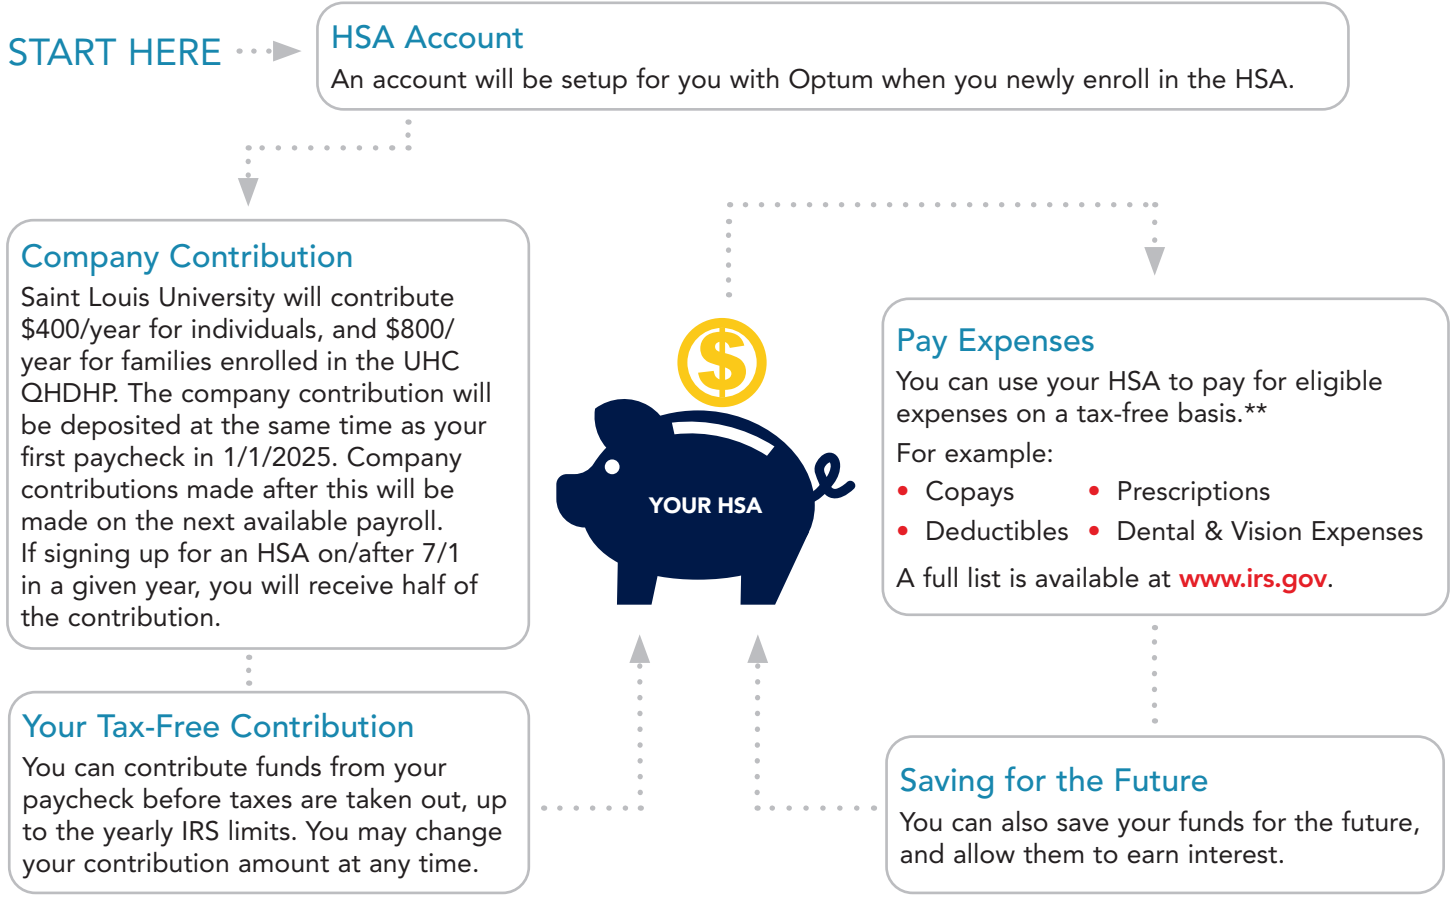 START HERE
HSA Account
An account will be setup for you with Optum when you newly enroll in the HSA.
Company Contribution
Saint Louis University will contribute
$400/year for individuals, and $800/
year for families enrolled in the UHC
QHDHP. The company contribution will
be deposited at the same time as your
first paycheck in 1/1/2025. Company
contributions made after this will be
made on the next available payroll.
If signing up for an HSA on/after 7/1
in a given year, you will receive half of
the contribution.
Your Tax-Free Contribution
You can contribute funds from your
paycheck before taxes are taken out, up
to the yearly IRS limits. You may change
your contribution amount at any time.
$
YOUR HSA
Pay Expenses
You can use your HSA to pay for eligible
expenses on a tax-free basis.**
For example:
• Copays • Prescriptions
• Deductibles • Dental & Vision Expenses
A full list is available at www.irs.gov.
Saving for the Future
You can also save your funds for the future,
and allow them to earn interest.